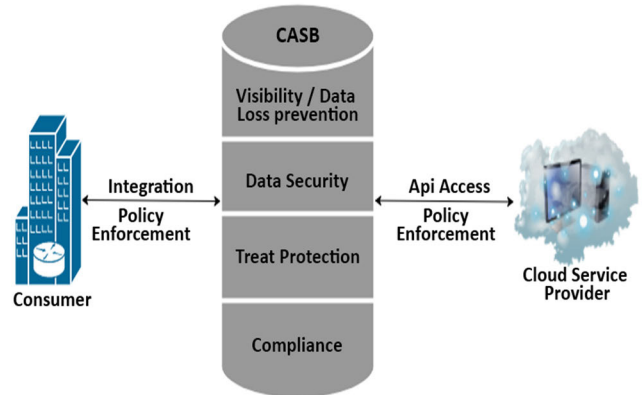 CASB
Visibility / Data
Loss prevention
Integration
Policy
Enforcement
Data Security
Api Access
Policy
Enforcement
Treat Protection
Consumer
Cloud Service
Provider
Compliance